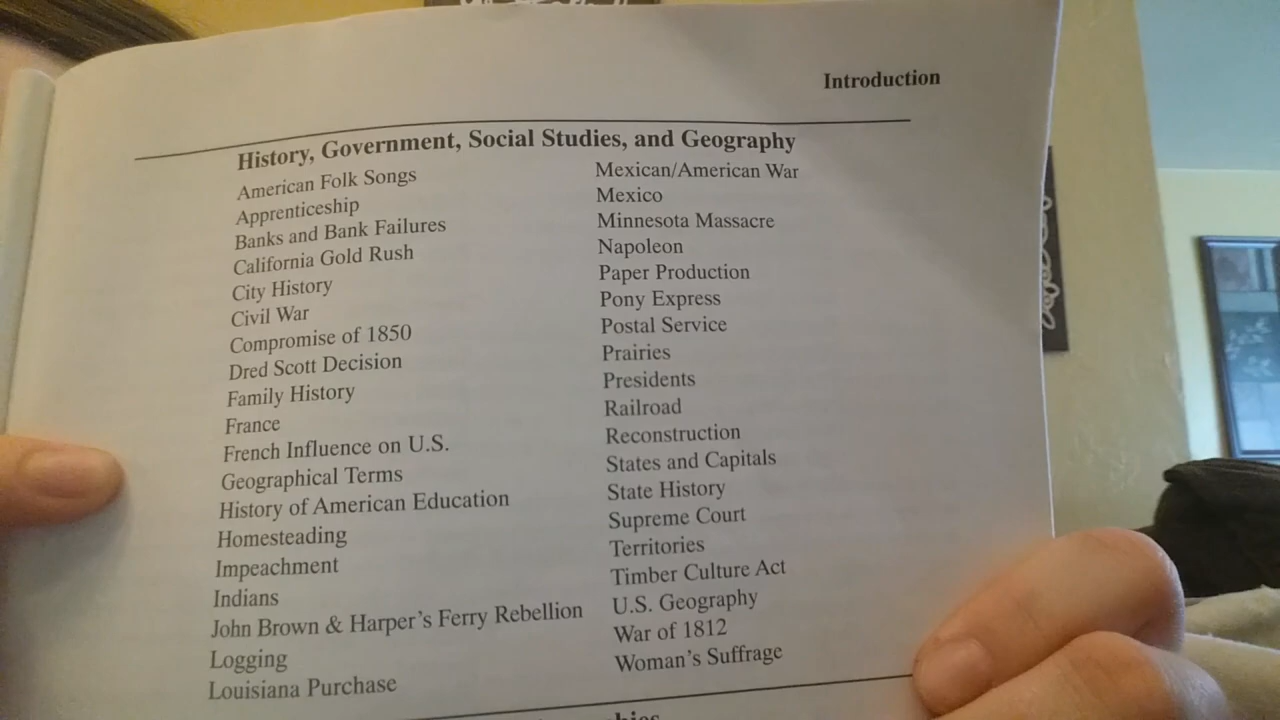 Introduction
History, Government, Social Studies, and Geography
American Folk Songs
Apprenticeship
Banks and Bank Failures
California Gold Rush
City History
Civil War
Compromise of 1850
Dred Scott Decision
Family History
France
French Influence on U.S.
Geographical Terms
History of American Education
Homesteading
Impeachment
Indians
John Brown & Harper's Ferry Rebellion
Logging
Louisiana Purchase
Mexican/American War
Mexico
Minnesota Massacre
Napoleon
Paper Production
Pony Express
Postal Service
Prairies
Presidents
Railroad
Reconstruction
States and Capitals
State History
Supreme Court
Territories
Timber Culture Act
U.S. Geography
War of 1812
Woman's Suffrage